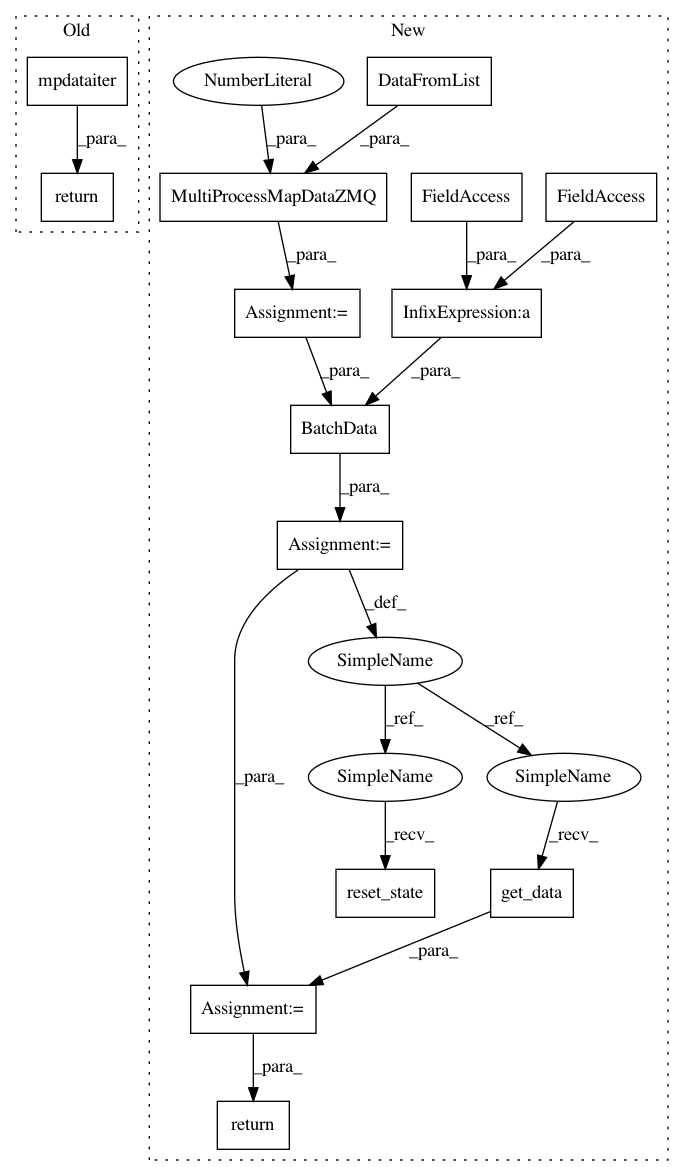 Old
New
mpdataiter
NumberLiteral
DataFromList
_para_
_para_
_para_
return
MultiProcessMapDataZMQ
FieldAccess
FieldAccess
_para_
_para_
_para_
Assignment:=
InfixExpression:a
_para_
_para_
BatchData
_para_
Assignment:=
_def_
SimpleName
_ref_
_ref_
_para_
SimpleName
SimpleName
_recv_
_recv_
reset_state
get_data
_para_
Assignment:=
_para_
return